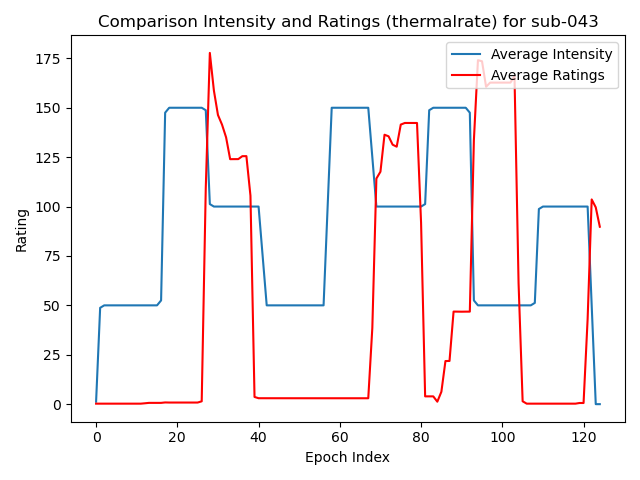 Comparison Intensity and Ratings (thermalrate) for sub-043
Average Intensity
Average Ratings
Rating
175
150
125
100
75
50
25
0
0 20 40 60 80 100 120
Epoch Index